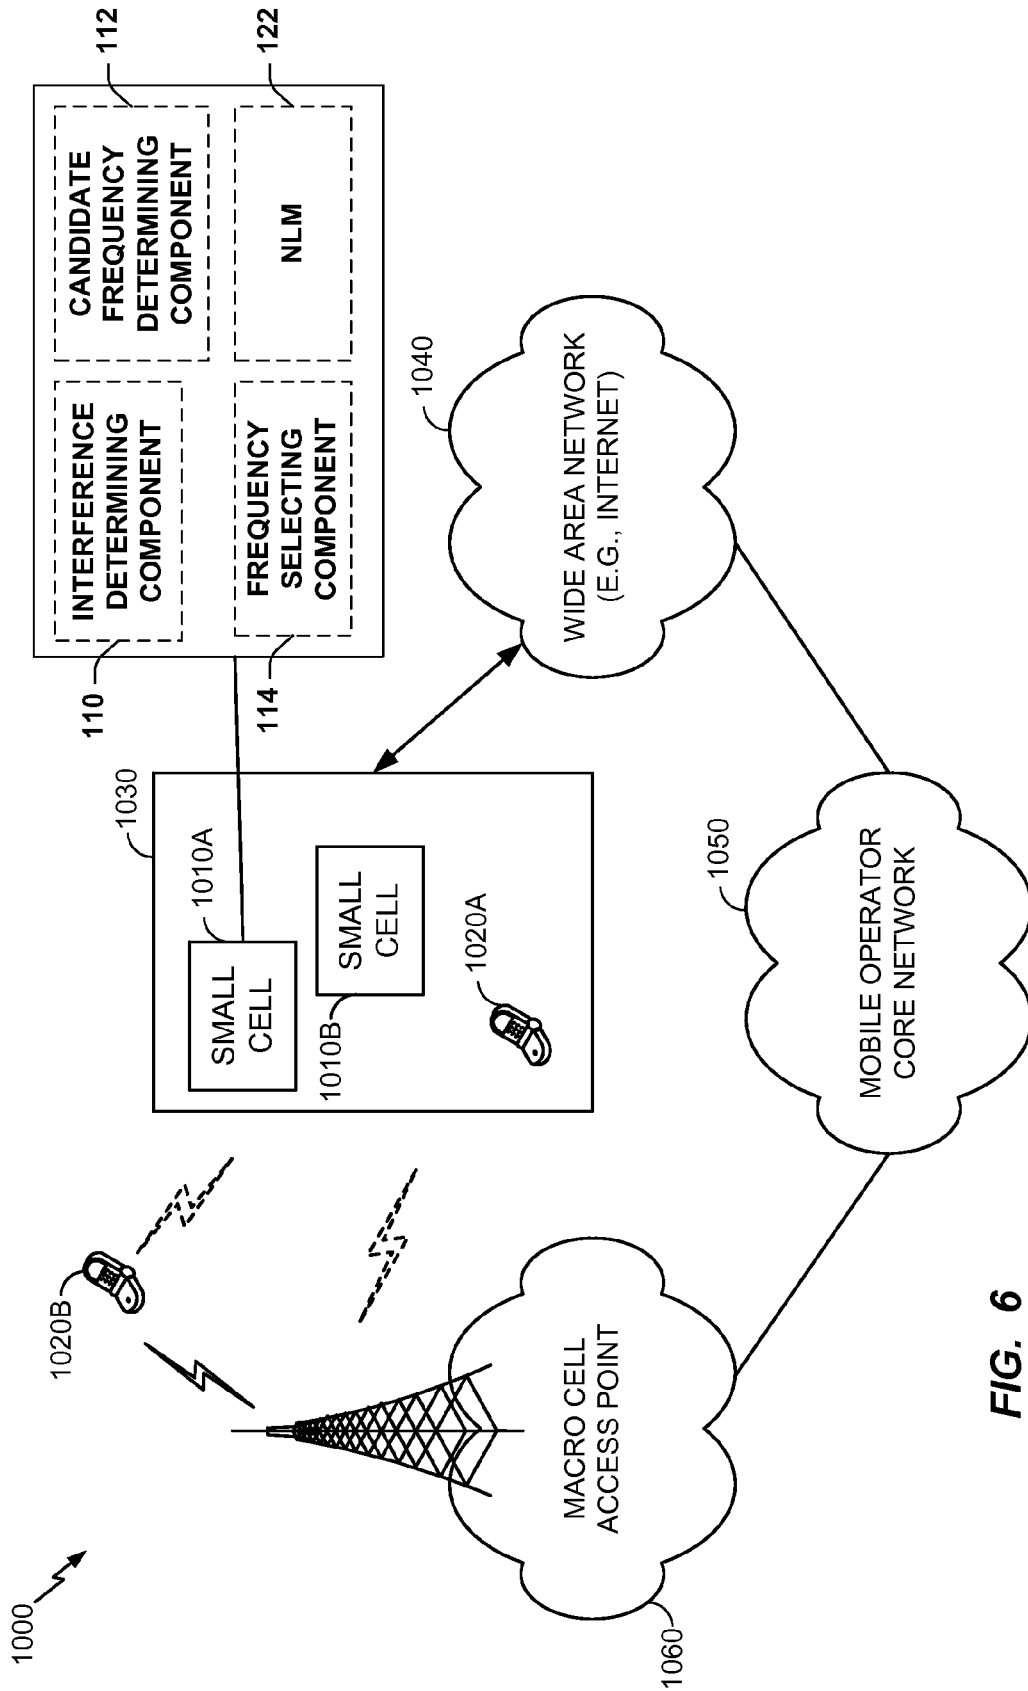 1000
1020B
1030
1010A
SMALL
CELL
1010B
SMALL
CELL
1020A
110
INTERFERENCE
DETERMINING
COMPONENT
CANDIDATE
FREQUENCY
DETERMINING
COMPONENT
112
114
FREQUENCY
SELECTING
COMPONENT
NLM
122
1060
MACRO CELL
ACCESS POINT
1040
WIDE AREA NETWORK
(E.G., INTERNET)
1050
MOBILE OPERATOR
CORE NETWORK
FIG. 6